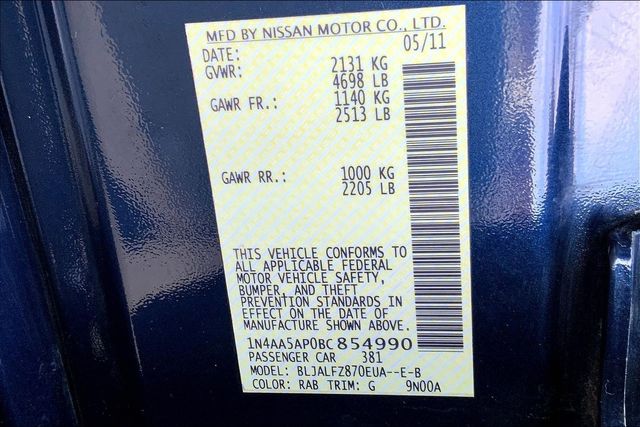 MFD BY NISSAN MOTOR CO., LTD.
DATE: 05/11
GVWR: 2131 KG
4698 LB
GAWR FR.: 1140 KG
2513 LB
GAWR RR.: 1000 KG
2205 LB
THIS VEHICLE CONFORMS TO
ALL APPLICABLE FEDERAL
MOTOR VEHICLE SAFETY,
BUMPER, AND THEFT
PREVENTION STANDARDS IN
EFFECT ON THE DATE OF
MANUFACTURE SHOWN ABOVE.
1N4AA5AP0BC854990
PASSENGER CAR 381
MODEL: BLJALFZ870EUA--E-B
COLOR: RAB TRIM: G 9N00A